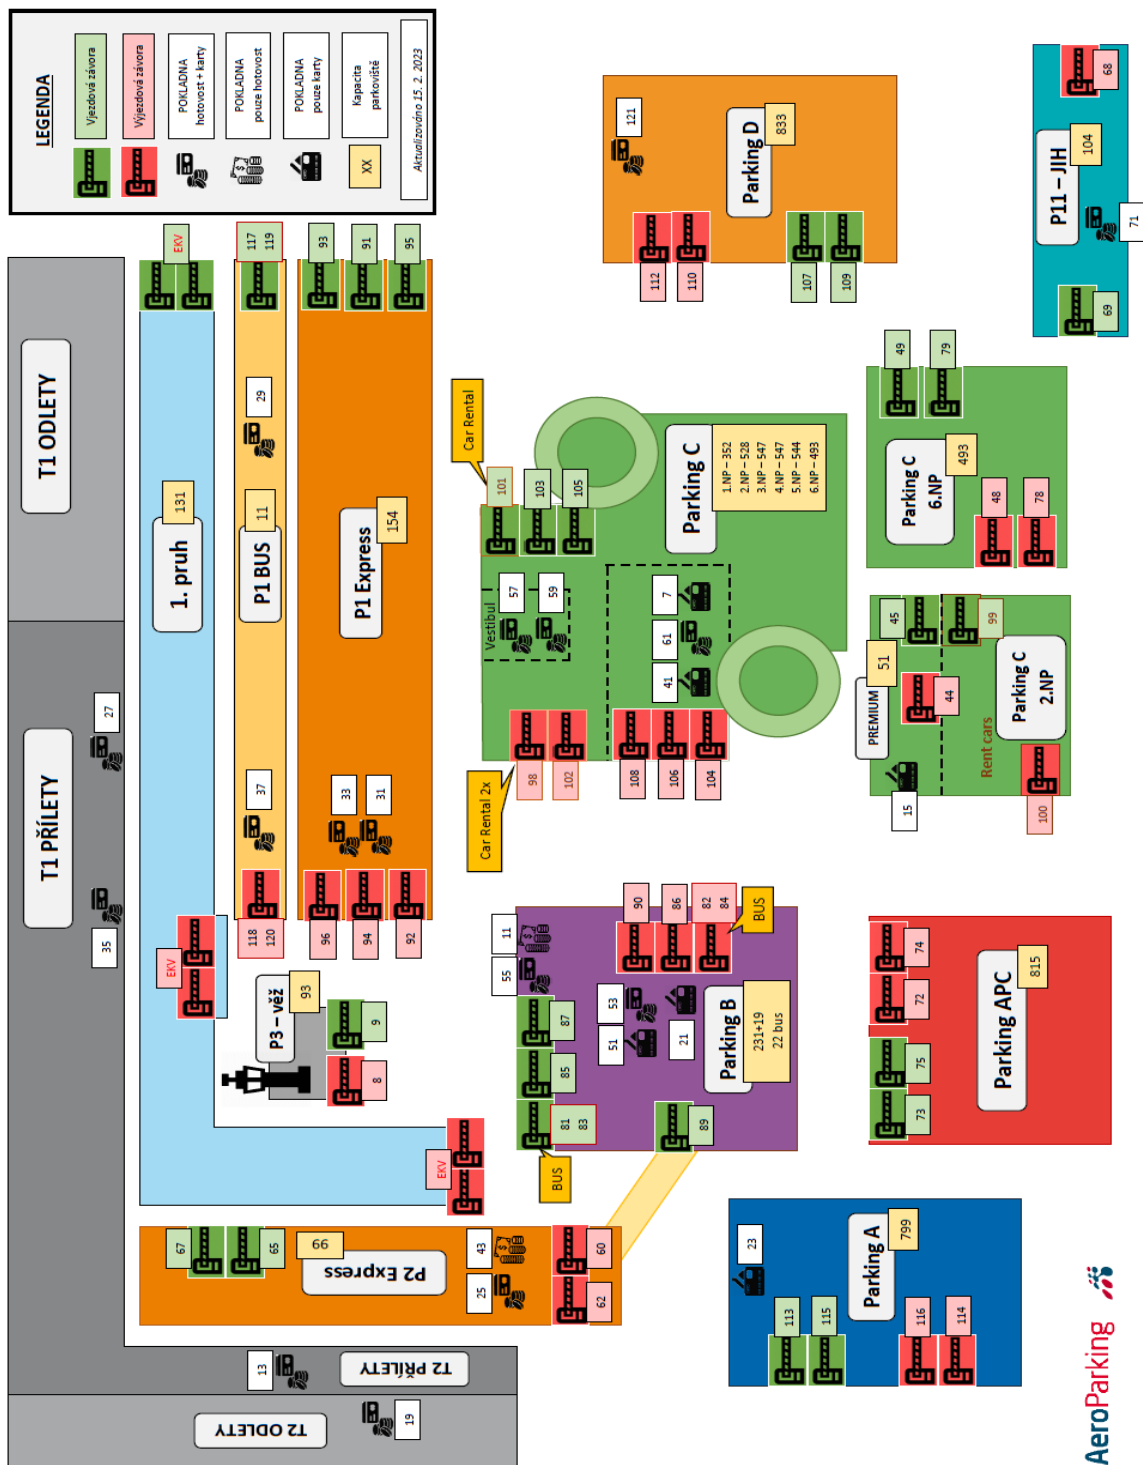 LEGENDA
Vjezdová závora
Výjezdová závora
POKLADNA
hotovost + karty
POKLADNA
pouze hotovost
POKLADNA
pouze karty
XX
Kapacita
parkoviště
Aktualizováno 15. 2. 2023
T1 ODLETY
T1 PŘÍLETY
27
35
T2 PŘÍLETY
13
T2 ODLETY
19
1. pruh
131
EKV
EKV
EKV
P1 BUS
11
117
119
29
37
118
120
P1 Express
154
93
91
95
33
31
96
94
92
P3 – věž
93
9
8
P2 Express
99
67
65
43
25
60
62
Parking D
833
121
112
110
107
109
P11 – JIH
104
68
71
69
Parking C
1.NP – 352
2.NP – 528
3.NP – 547
4.NP – 547
5.NP – 544
6.NP – 493
Car Rental
101
103
105
Vestibul
57
59
7
61
41
Car Rental 2x
98
102
108
106
104
Parking C
6.NP
493
49
79
48
78
PREMIUM
51
45
44
15
Parking C
2.NP
Rent cars
99
100
Parking B
231+19
22 bus
11
55
53
51
21
90
86
82
84
BUS
87
85
81
83
BUS
89
Parking APC
815
74
72
75
73
Parking A
799
23
113
115
116
114
AeroParking